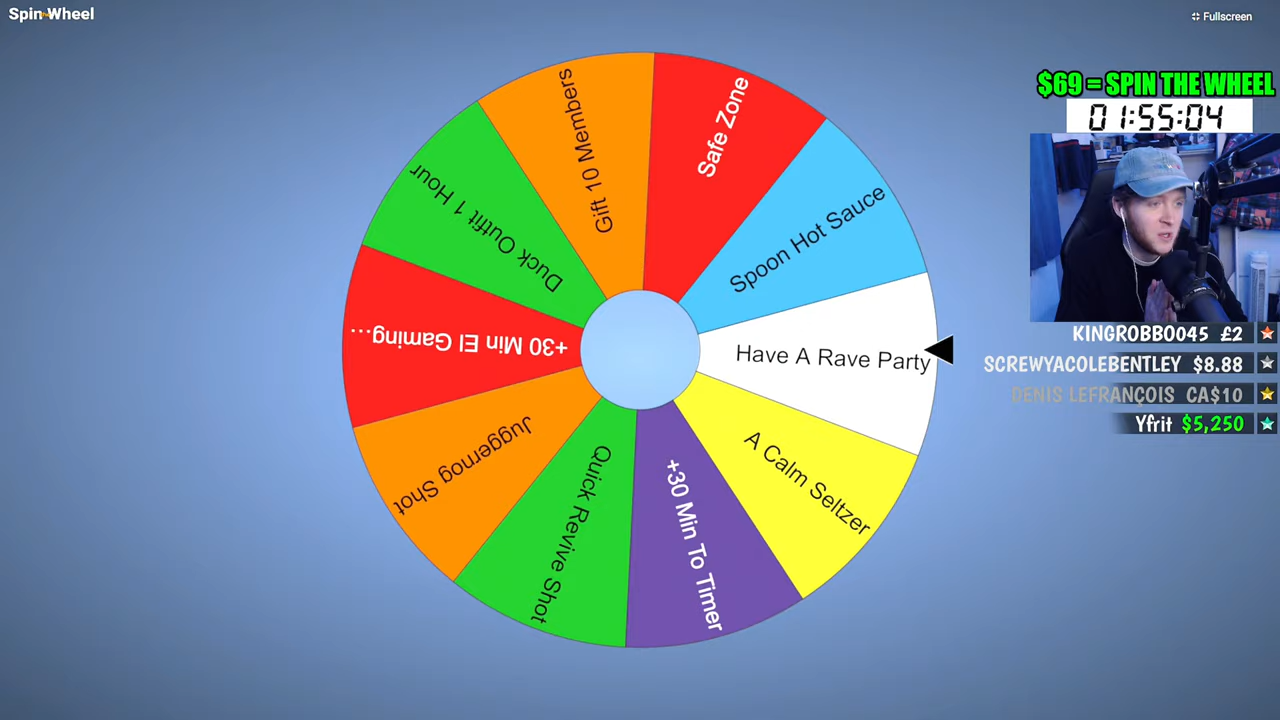 Spin The Wheel
Fullscreen
$69 = SPIN THE WHEEL
01:55:04
Gift 10 Members
Safe Zone
Spoon Hot Sauce
Have A Rave Party
A Calm Seltzer
+30 Min To Timer
Quick Revive Shot
Juggernog Shot
+30 Min El Gaming...
Duck Outfit 1 Hour
KINGROBBO045 £2
SCREWYACOLEBENTLEY $8.88
DENIS LEFRANÇOIS CA$10
Yfrit $5,250